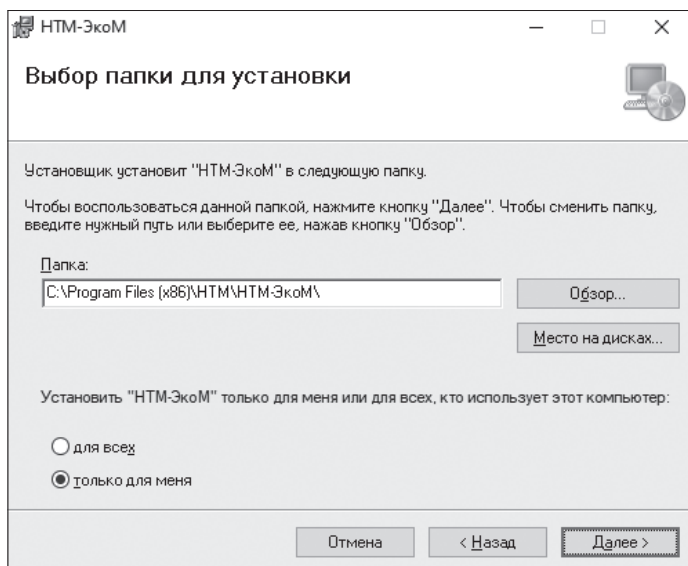 НТМ-ЭкоМ
Выбор папки для установки
Установщик установит "НТМ-ЭкоМ" в следующую папку.
Чтобы воспользоваться данной папкой, нажмите кнопку "Далее". Чтобы сменить папку,
введите нужный путь или выберите ее, нажав кнопку "Обзор".
Папка:
C:\Program Files (x86)\НТМ\НТМ-ЭкоМ\
Обзор...
Место на дисках...
Установить "НТМ-ЭкоМ" только для меня или для всех, кто использует этот компьютер:
для всех
только для меня
Отмена
< Назад
Далее >